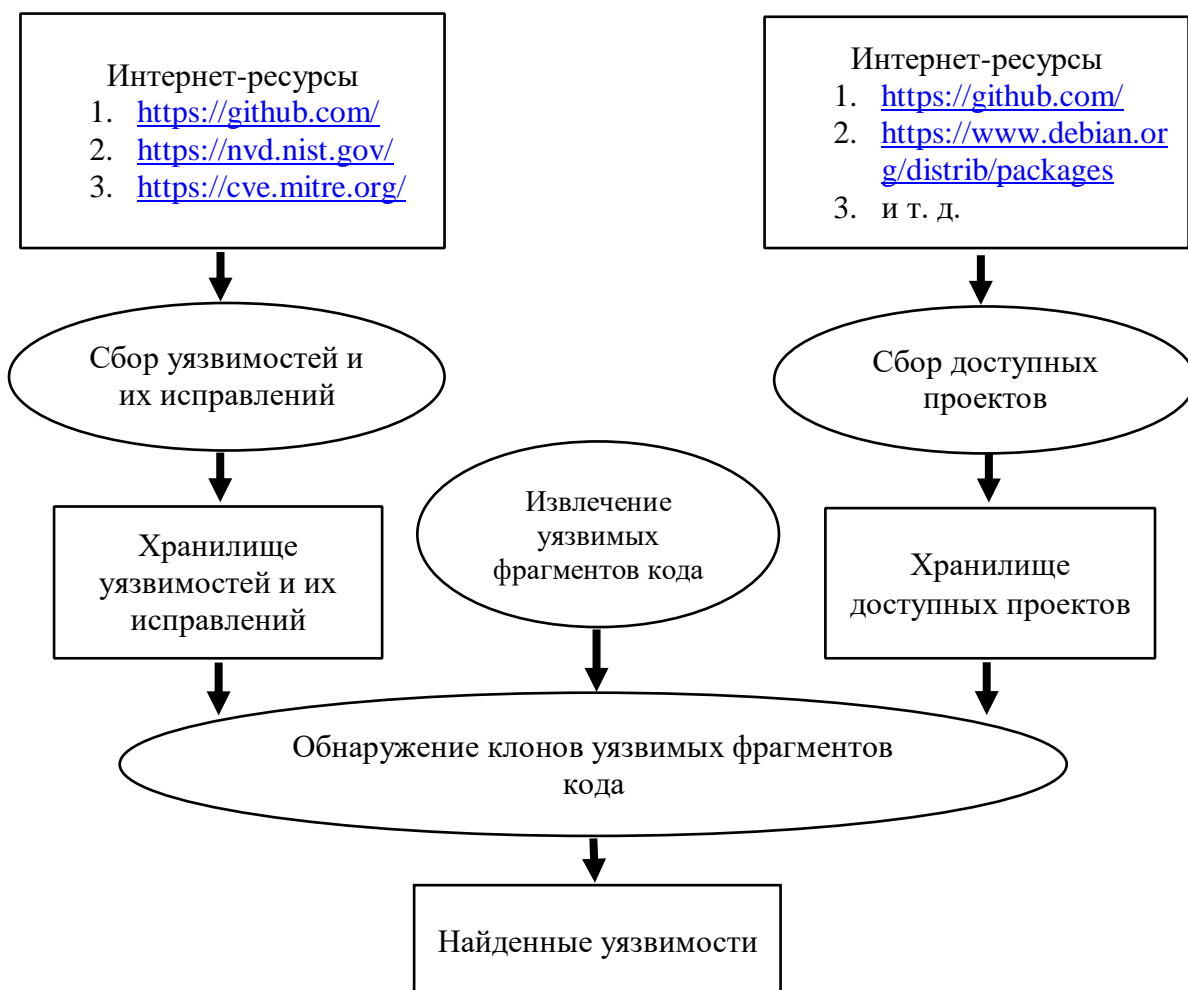 Интернет-ресурсы
1. https://github.com/
2. https://nvd.nist.gov/
3. https://cve.mitre.org/
Интернет-ресурсы
1. https://github.com/
2. https://www.debian.or
g/distrib/packages
3. и т. д.
Сбор уязвимостей и
их исправлений
Сбор доступных
проектов
Извлечение
уязвимых
фрагментов кода
Хранилище
уязвимостей и их
исправлений
Хранилище
доступных проектов
Обнаружение клонов уязвимых фрагментов
кода
Найденные уязвимости